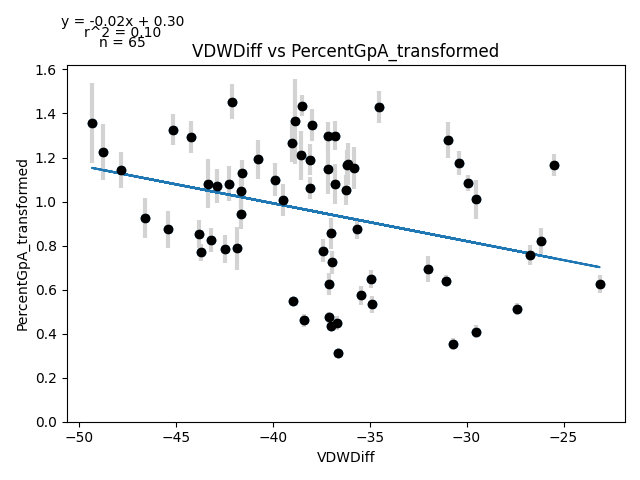 y = -0.02x + 0.30
r^2 = 0.10
n = 65
VDWDiff vs PercentGpA_transformed
PercentGpA_transformed
1.6
1.4
1.2
1.0
0.8
0.6
0.4
0.2
0.0
−50
−45
−40
−35
−30
−25
VDWDiff